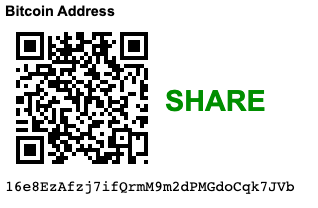 Bitcoin Address
SHARE
16e8EzAfzj7ifQrmM9m2dPMGdoCqk7JVb